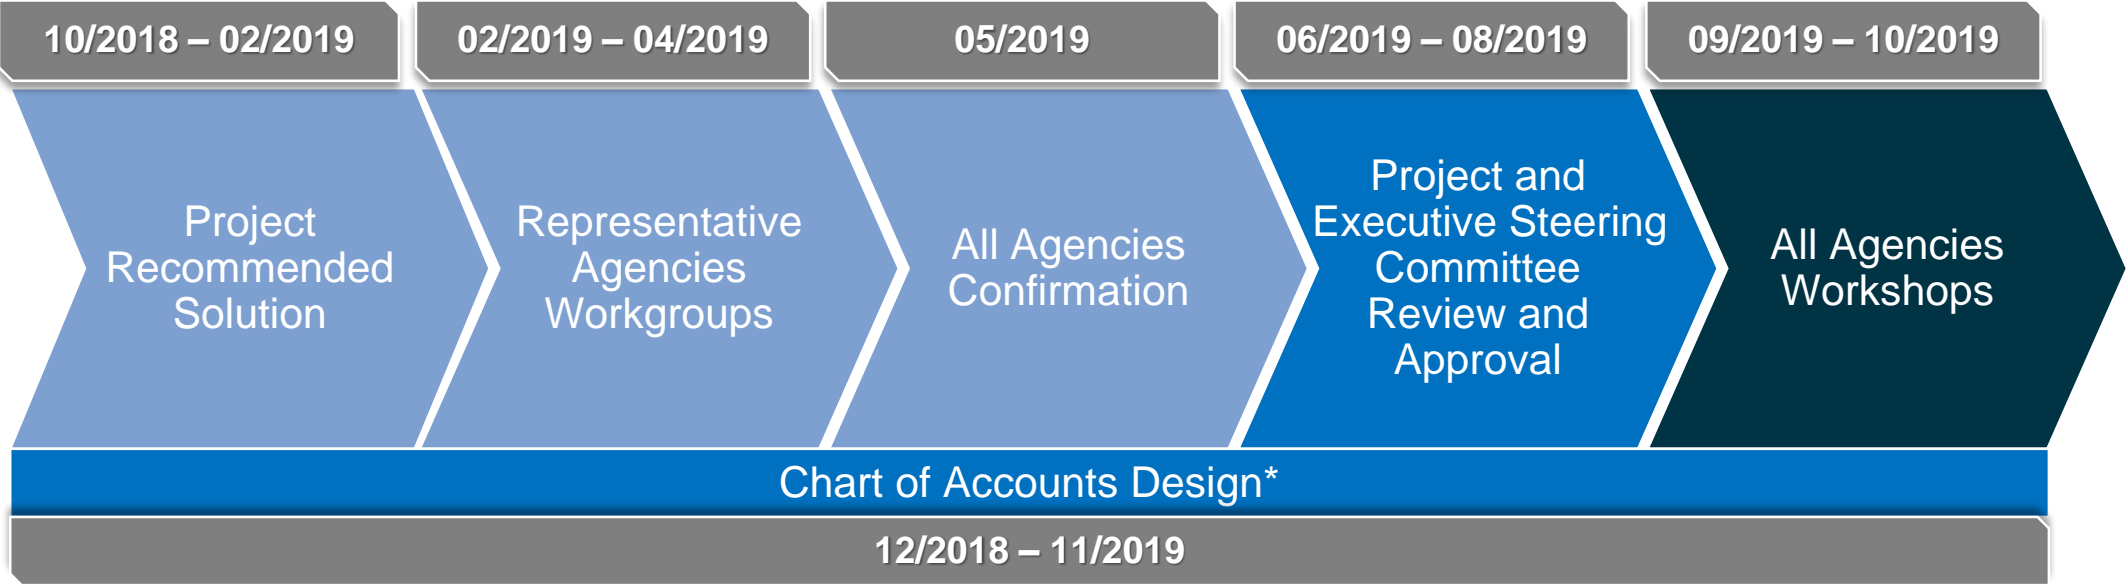 10/2018 – 02/2019
02/2019 – 04/2019
05/2019
06/2019 – 08/2019
09/2019 – 10/2019
Project
Recommended
Solution
Representative
Agencies
Workgroups
All Agencies
Confirmation
Project and
Executive Steering
Committee
Review and
Approval
All Agencies
Workshops
Chart of Accounts Design*
12/2018 – 11/2019